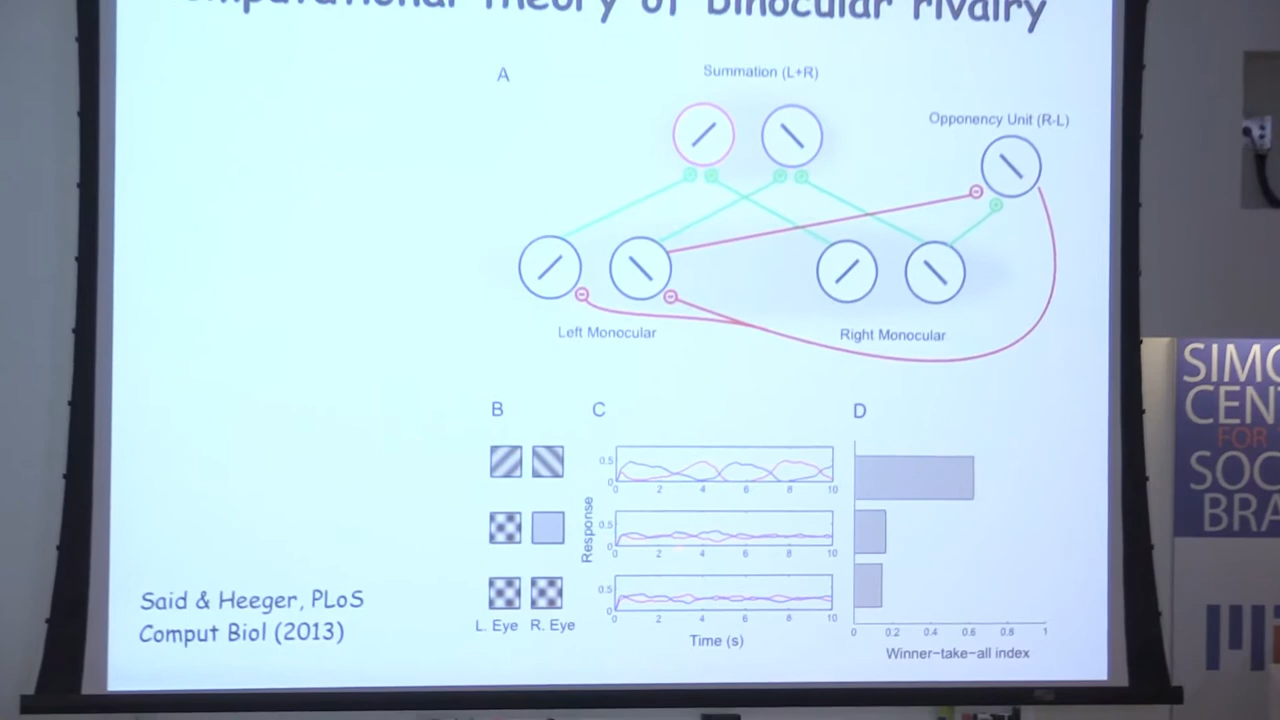 Computational Theory of binocular rivalry
A
Summation (L+R)
Opponency Unit (R-L)
Left Monocular
Right Monocular
B
C
D
Response
0.5
0
0 2 4 6 8 10
0.5
0
0 2 4 6 8 10
0.5
0
0 2 4 6 8 10
L. Eye R. Eye
Time (s)
0 0.2 0.4 0.6 0.8 1
Winner-take-all index
Said & Heeger, PLoS
Comput Biol (2013)
SIMO
CEN
FOR
SOC
BRA